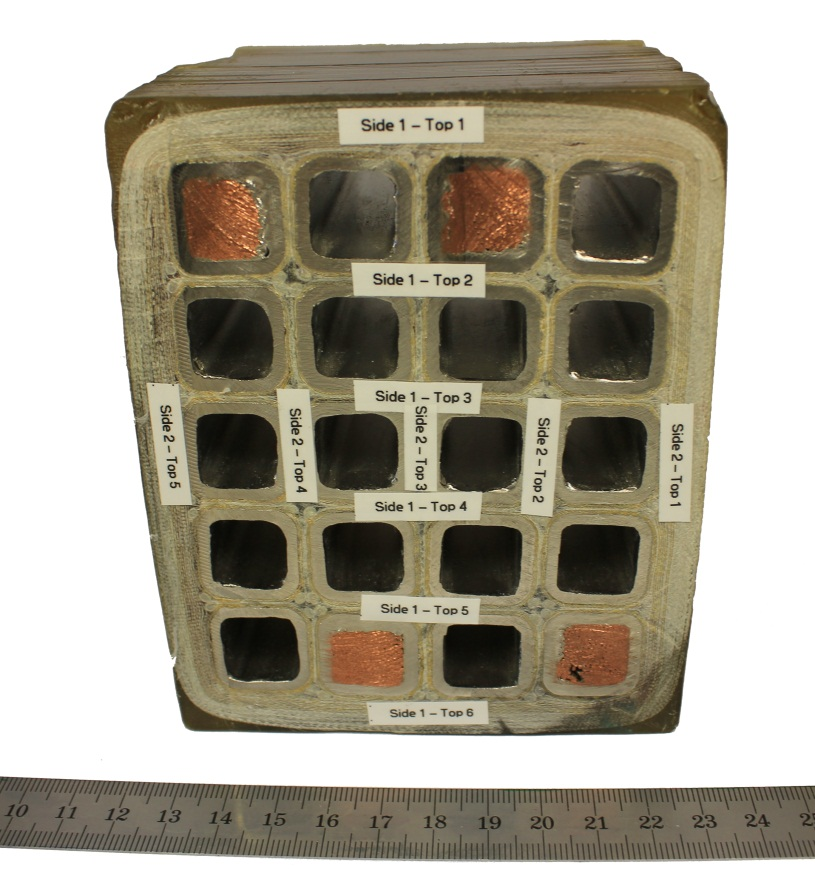 Side 1 – Top 1
Side 1 – Top 2
Side 1 – Top 3
Side 2 – Top 5
Side 2 – Top 4
Side 2 – Top 3
Side 2 – Top 2
Side 2 – Top 1
Side 1 – Top 4
Side 1 – Top 5
Side 1 – Top 6
10 11 12 13 14 15 16 17 18 19 20 21 22 23 24